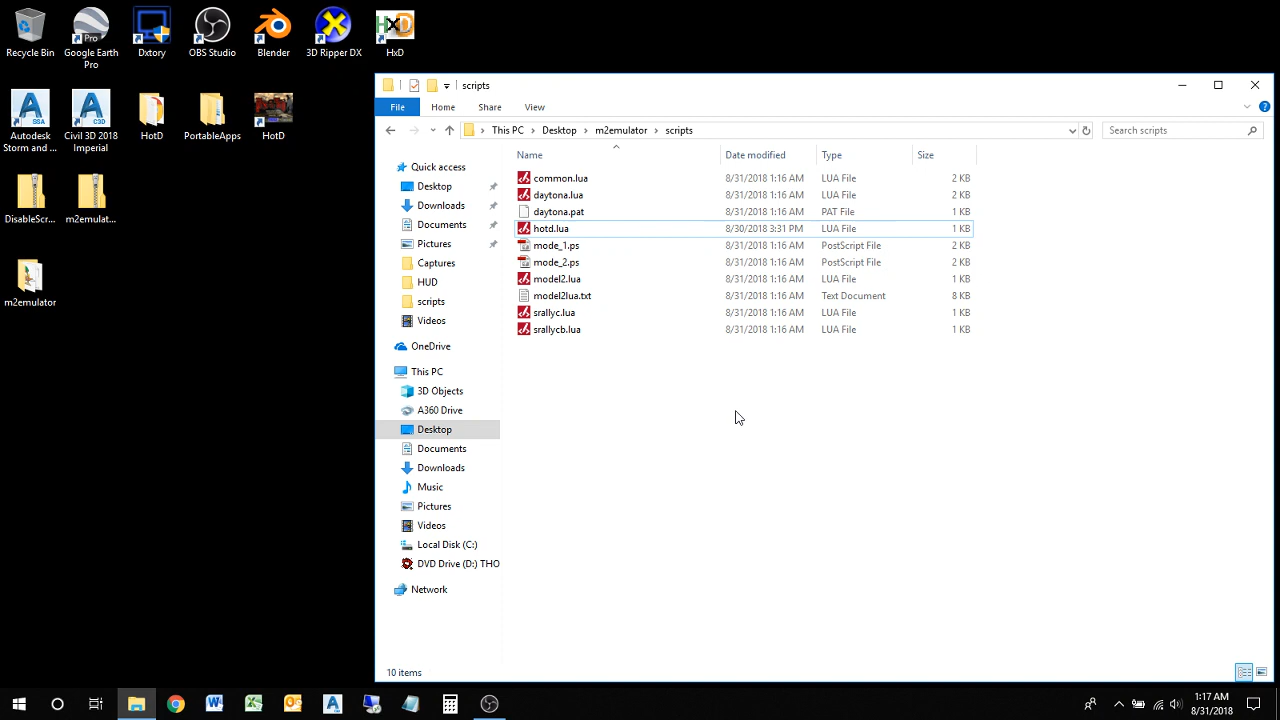 Recycle Bin
Google Earth
Pro
Dxtory
OBS Studio
Blender
3D Ripper DX
HxD
Pro
Autodesk
Storm and ...
Civil 3D 2018
Imperial
HotD
PortableApps
HotD
DisableScr...
m2emulat...
m2emulator
scripts
File
Home
Share
View
This PC
Desktop
m2emulator
scripts
Search scripts
Name
Date modified
Type
Size
common.lua 8/31/2018 1:16 AM LUA File 2 KB
daytona.lua 8/31/2018 1:16 AM LUA File 2 KB
daytona.pat 8/31/2018 1:16 AM PAT File 1 KB
hotd.lua 8/30/2018 3:31 PM LUA File 1 KB
mode_1.ps 8/31/2018 1:16 AM PostScript File 2 KB
mode_2.ps 8/31/2018 1:16 AM PostScript File 2 KB
model2.lua 8/31/2018 1:16 AM LUA File 1 KB
model2lua.txt 8/31/2018 1:16 AM Text Document 8 KB
srallyc.lua 8/31/2018 1:16 AM LUA File 1 KB
srallycb.lua 8/31/2018 1:16 AM LUA File 1 KB
Quick access
Desktop
Downloads
Documents
Pictures
Captures
HUD
scripts
Videos
OneDrive
This PC
3D Objects
A360 Drive
Desktop
Documents
Downloads
Music
Pictures
Videos
Local Disk (C:)
DVD Drive (D:) THO
Network
10 items
1:17 AM
8/31/2018